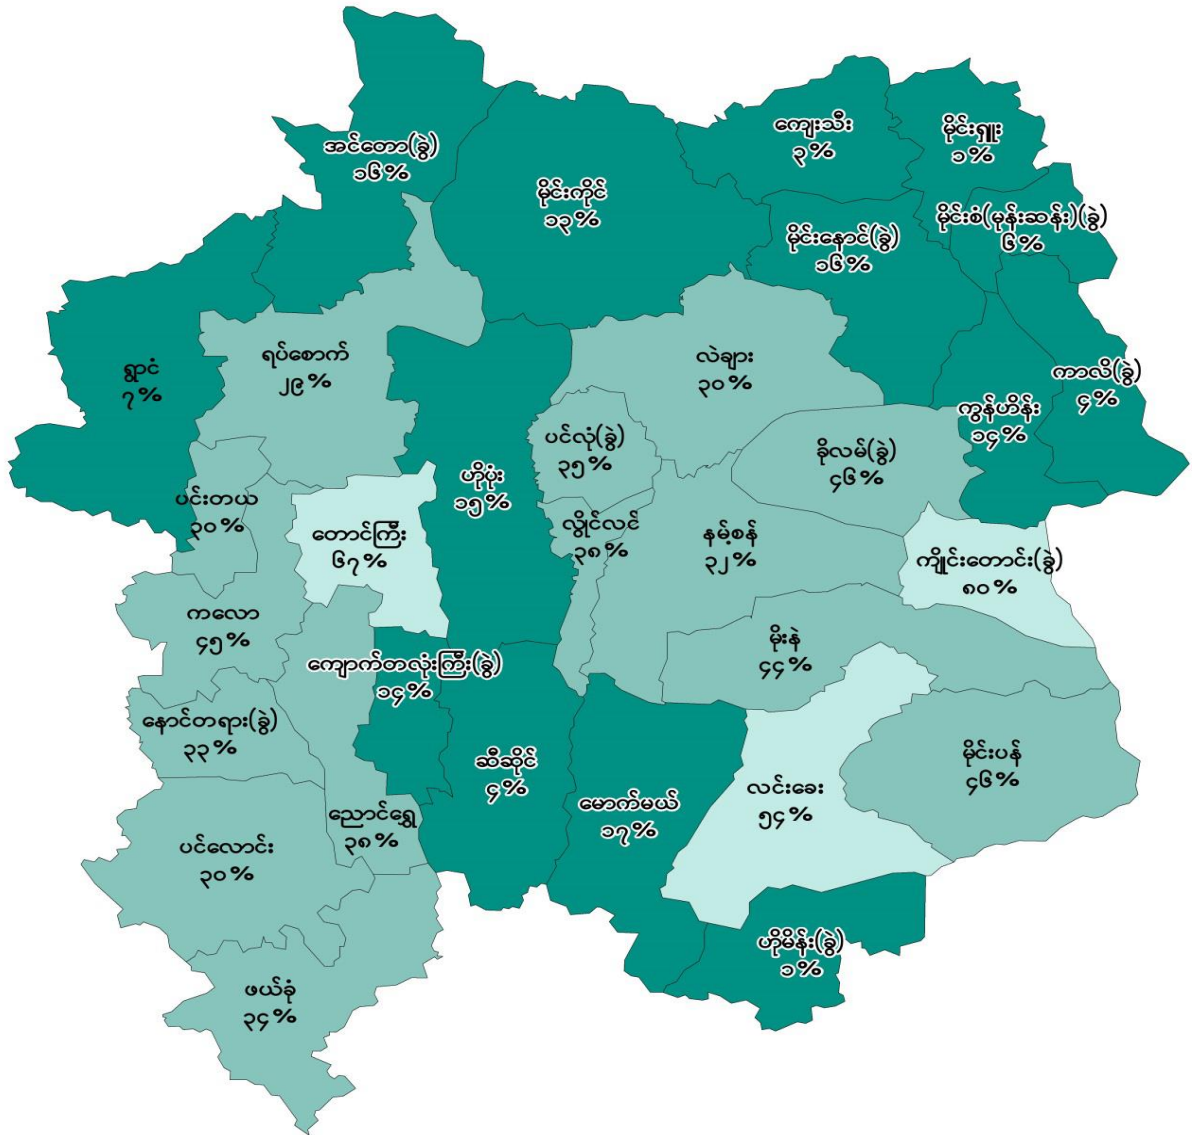 ကျေးသီး
၃%
မိုင်းရှူး
၁%
အင်တော(ခွဲ)
၁၆%
မိုင်းကိုင်
၁၃%
မိုင်းစံ(မုန်းဆန်း)(ခွဲ)
၆%
မိုင်းနောင်(ခွဲ)
၁၆%
ရပ်စောက်
၂၉%
လဲချား
၃၀%
ရွာငံ
၇%
ကာလိ(ခွဲ)
၄%
ကွန်ဟိန်း
၁၄%
ပင်လုံ(ခွဲ)
၃၅%
ခိုလမ်(ခွဲ)
၄၆%
ဟိုပုံး
၁၅%
ပင်းတယ
၃၀%
လွိုင်လင်
၃၈%
တောင်ကြီး
၆၇%
နမ့်စန်
၃၂%
ကျိုင်းတောင်း(ခွဲ)
၈၀%
ကလော
၄၅%
မိုးနဲ
၄၄%
ကျောက်တလုံးကြီး(ခွဲ)
၁၄%
နောင်တရား(ခွဲ)
၃၃%
ဆီဆိုင်
၄%
မိုင်းပန်
၄၆%
လင်းခေး
၅၄%
မောက်မယ်
၁၇%
ညောင်ရွှေ
၃၈%
ပင်လောင်း
၃၀%
ဟိုမိန်း(ခွဲ)
၁%
ဖယ်ခုံ
၃၄%